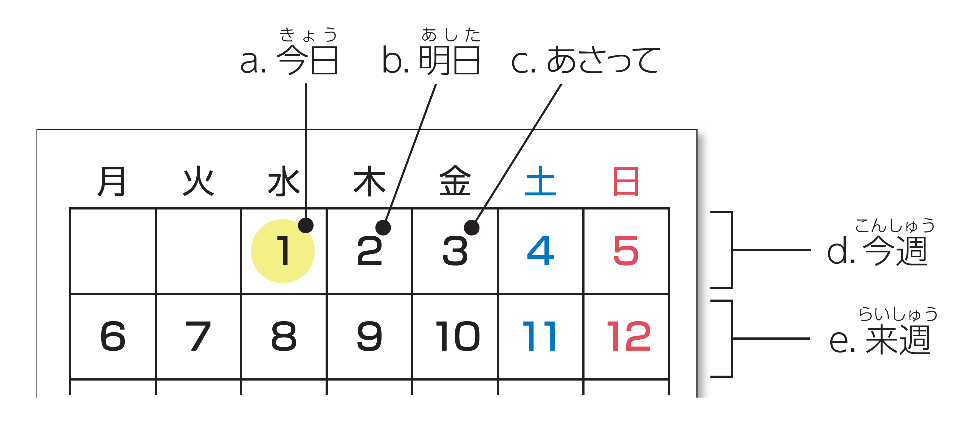 きょう あした
a. 今日 b. 明日 c. あさって
月 火 水 木 金 土 日
1 2 3 4 5
こんしゅう
d. 今週
6 7 8 9 10 11 12
らいしゅう
e. 来週